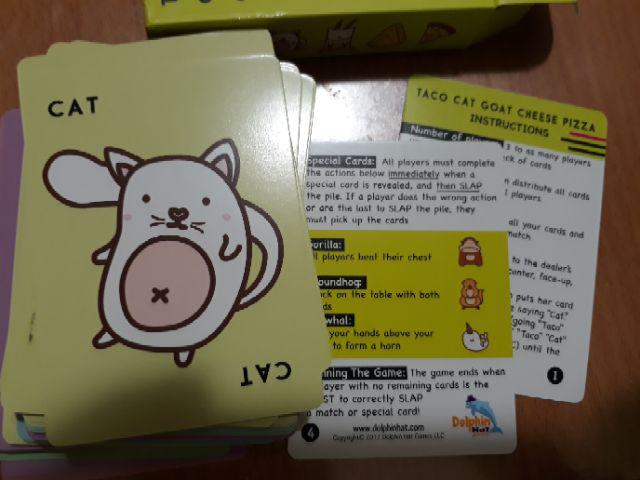 CAT
CAT
TACO CAT GOAT CHEESE PIZZA
INSTRUCTIONS
Number of
3 to as many players
ck of cards
distribute all cards
players
all your cards and
match
to the dealer's
center, face-up,
puts her card
saying "Cat."
going "Taco"
"Taco" "Cat"
until the
1
Special Cards: All players must complete
the actions below immediately when a
special card is revealed, and then SLAP
the pile. If a player does the wrong action
or are the last to SLAP the pile, they
must pick up the cards
orilla:
ll players beat their chest
oundhog:
ock on the table with both
whal:
your hands above your
to form a horn
nning The Game: The game ends when
layer with no remaining cards is the
ST to correctly SLAP
a match or special card!
www.dolphinhat.com
Copyright© 2017 Dolphin Hat Games LLC
4
Dolphin
Hat